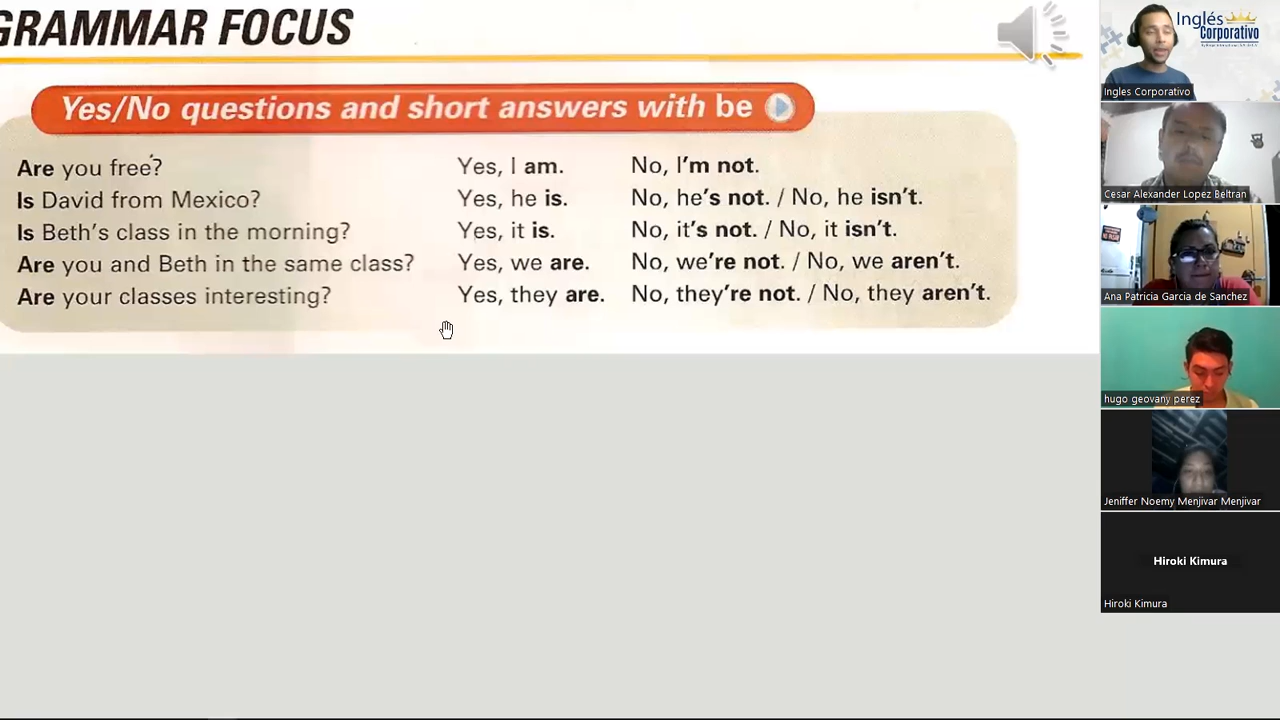 GRAMMAR FOCUS
Yes/No questions and short answers with be
Are you free? Yes, I am. No, I'm not.
Is David from Mexico? Yes, he is. No, he's not. / No, he isn't.
Is Beth's class in the morning? Yes, it is. No, it's not. / No, it isn't.
Are you and Beth in the same class? Yes, we are. No, we're not. / No, we aren't.
Are your classes interesting? Yes, they are. No, they're not. / No, they aren't.
Inglés
Corporativo
Ingles Corporativo
Cesar Alexander Lopez Beltran
Ana Patricia Garcia de Sanchez
hugo geovany perez
Jeniffer Noemy Menjivar Menjivar
Hiroki Kimura
Hiroki Kimura